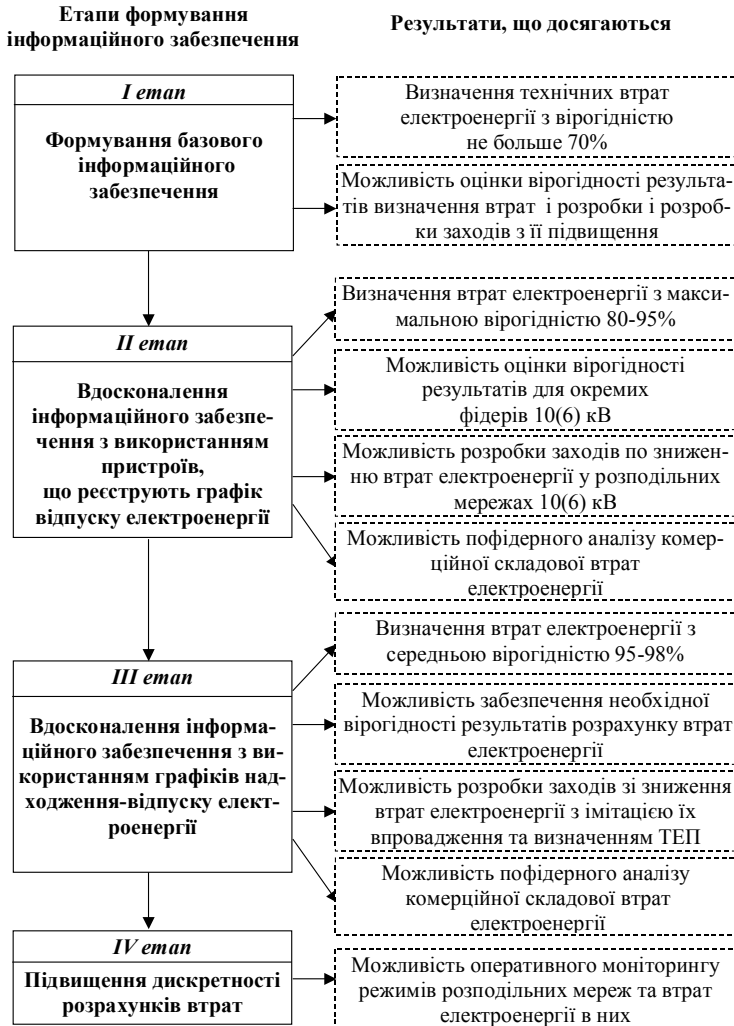 Етапи формування
інформаційного забезпечення
Результати, що досягаються
I етап
Формування базового
інформаційного
забезпечення
Визначення технічних втрат
електроенергії з вірогідністю
не больше 70%
Можливість оцінки вірогідності результа-
тів визначення втрат і розробки і розроб-
ки заходів з її підвищення
II етап
Вдосконалення
інформаційного забезпе-
чення з використанням
пристроїв,
що реєструють графік
відпуску електроенергії
Визначення втрат електроенергії з макси-
мальною вірогідністю 80-95%
Можливість оцінки вірогідності
результатів для окремих
фідерів 10(6) кВ
Можливість розробки заходів по знижен-
ню втрат електроенергії у розподільних
мережах 10(6) кВ
Можливість пофідерного аналізу комер-
ційної складової втрат
електроенергії
III етап
Вдосконалення інформа-
ційного забезпечення з ви-
користанням графіків над-
ходження-відпуску елект-
роенергії
Визначення втрат електроенергії з
середньою вірогідністю 95-98%
Можливість забезпечення необхідної
вірогідності результатів розрахунку втрат
електроенергії
Можливість розробки заходів зі зниження
втрат електроенергії з імітацією їх
впровадження та визначенням ТЕП
Можливість пофідерного аналізу
комерційної складової втрат
електроенергії
IV етап
Підвищення дискретності
розрахунків втрат
Можливість оперативного моніторингу
режимів розподільних мереж та втрат
електроенергії в них